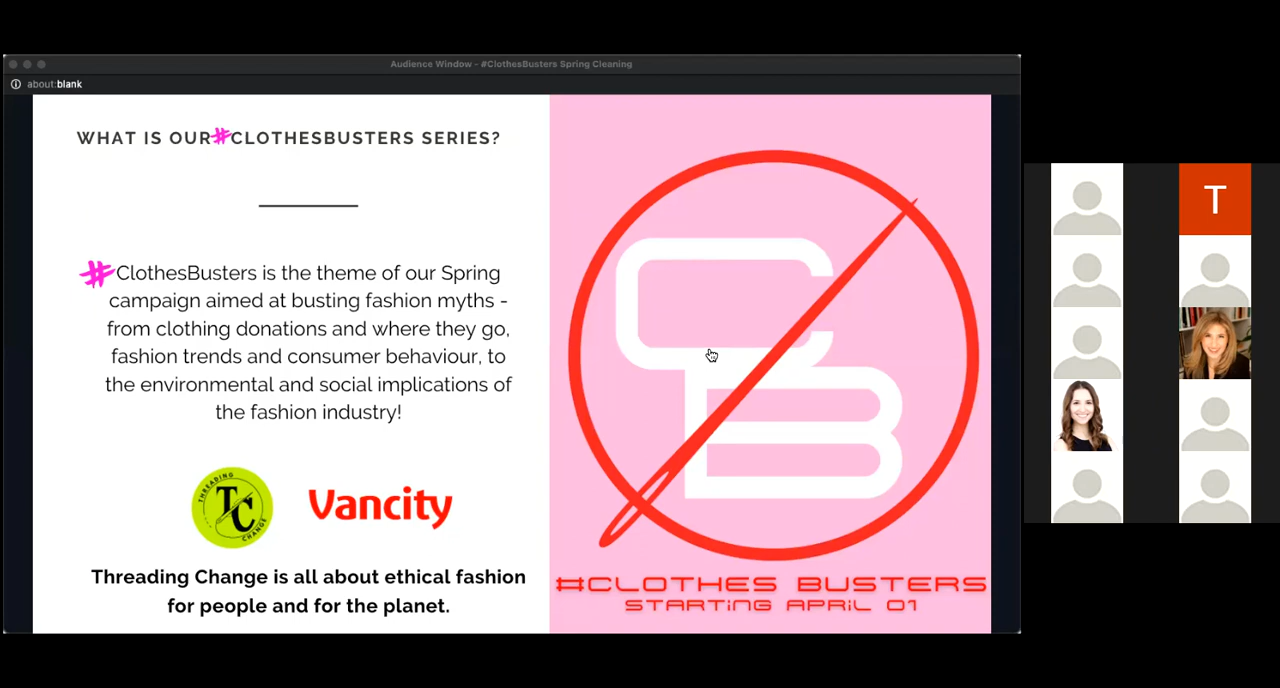 Audience Window - #ClothesBusters Spring Cleaning
about:blank
WHAT IS OUR #CLOTHESBUSTERS SERIES?
#ClothesBusters is the theme of our Spring
campaign aimed at busting fashion myths -
from clothing donations and where they go,
fashion trends and consumer behaviour, to
the environmental and social implications of
the fashion industry!
THREADING
TC
CHANGE
Vancity
Threading Change is all about ethical fashion
for people and for the planet.
CB
#CLOTHES BUSTERS
STARTING APRIL 01
T